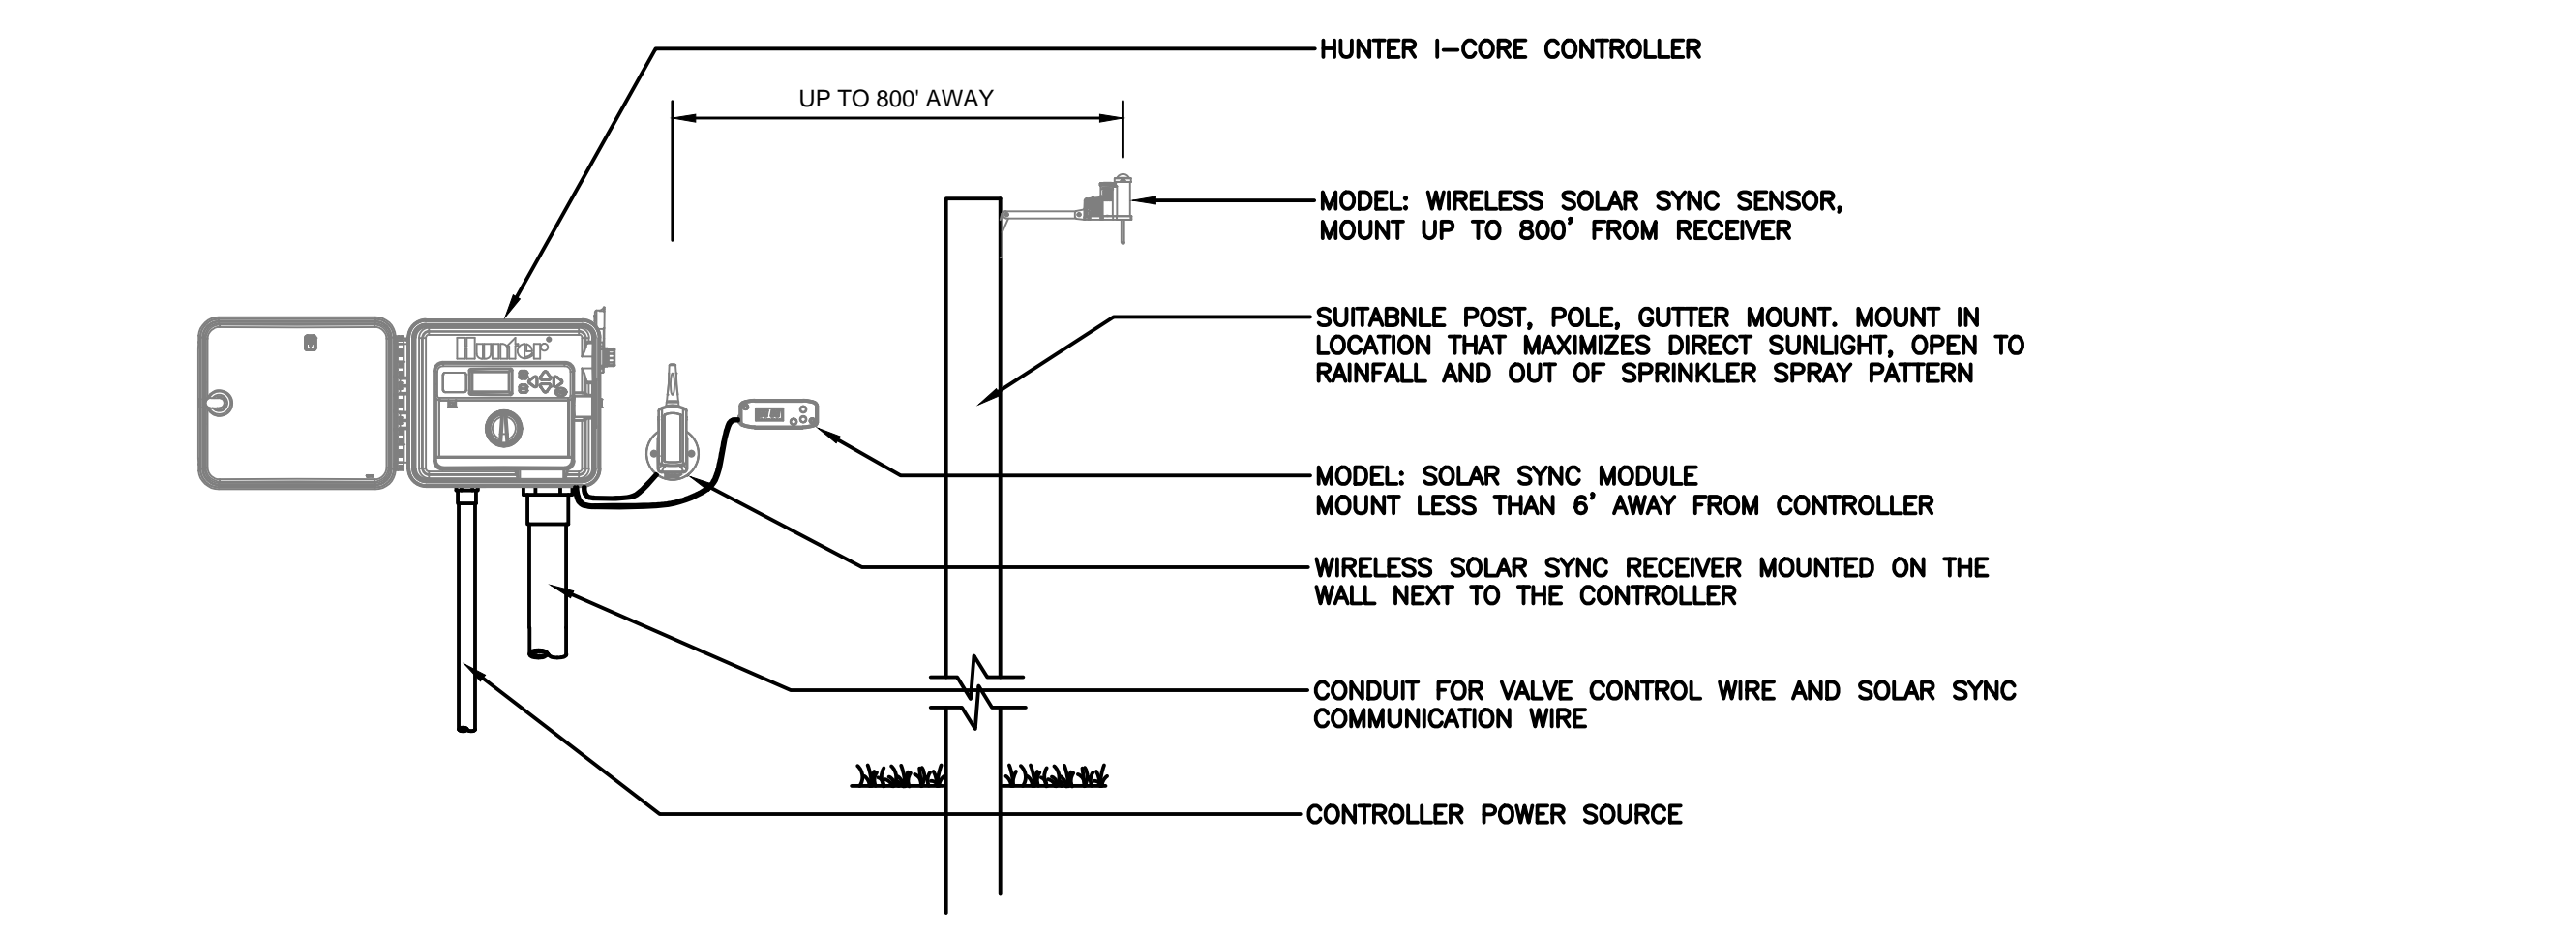 HUNTER I-CORE CONTROLLER
UP TO 800' AWAY
MODEL: WIRELESS SOLAR SYNC SENSOR,
MOUNT UP TO 800' FROM RECEIVER
SUITABNLE POST, POLE, GUTTER MOUNT. MOUNT IN
LOCATION THAT MAXIMIZES DIRECT SUNLIGHT, OPEN TO
RAINFALL AND OUT OF SPRINKLER SPRAY PATTERN
Hunter®
MODEL: SOLAR SYNC MODULE
MOUNT LESS THAN 6' AWAY FROM CONTROLLER
WIRELESS SOLAR SYNC RECEIVER MOUNTED ON THE
WALL NEXT TO THE CONTROLLER
CONDUIT FOR VALVE CONTROL WIRE AND SOLAR SYNC
COMMUNICATION WIRE
CONTROLLER POWER SOURCE